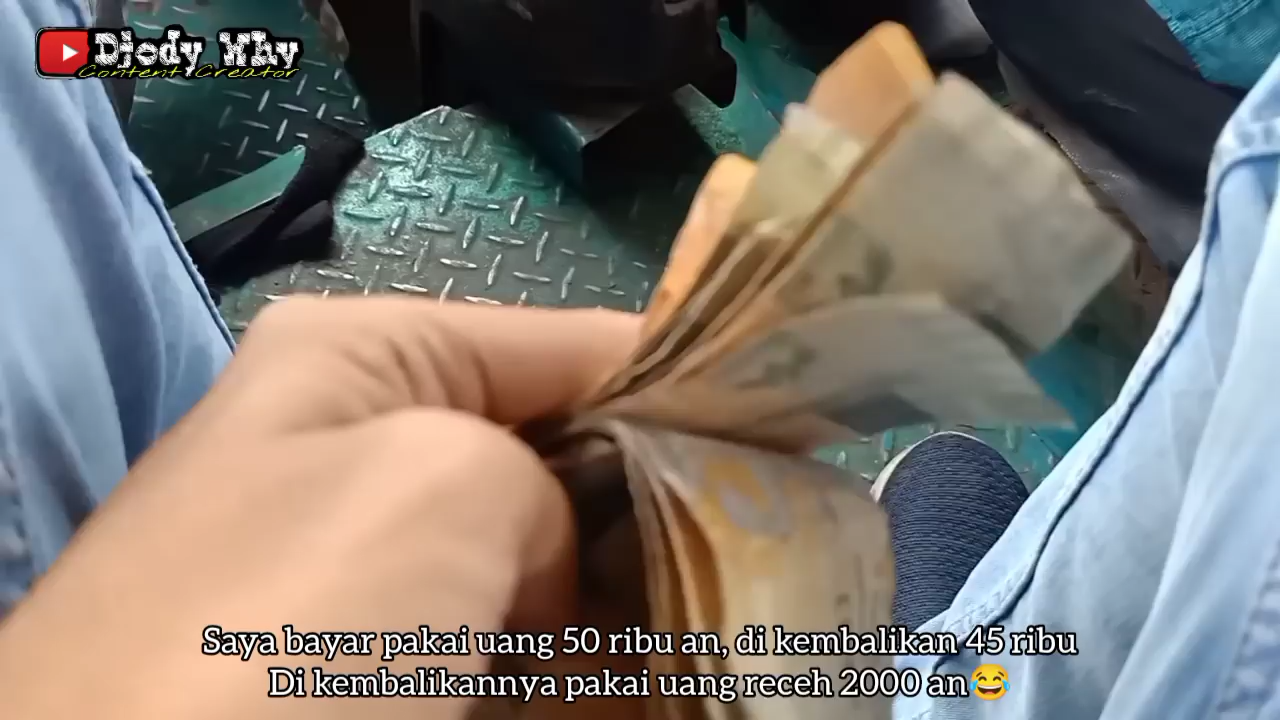 Djody Why
Content Creator
Saya bayar pakai uang 50 ribu an, di kembalikan 45 ribu
Di kembalikannya pakai uang receh 2000 an😂